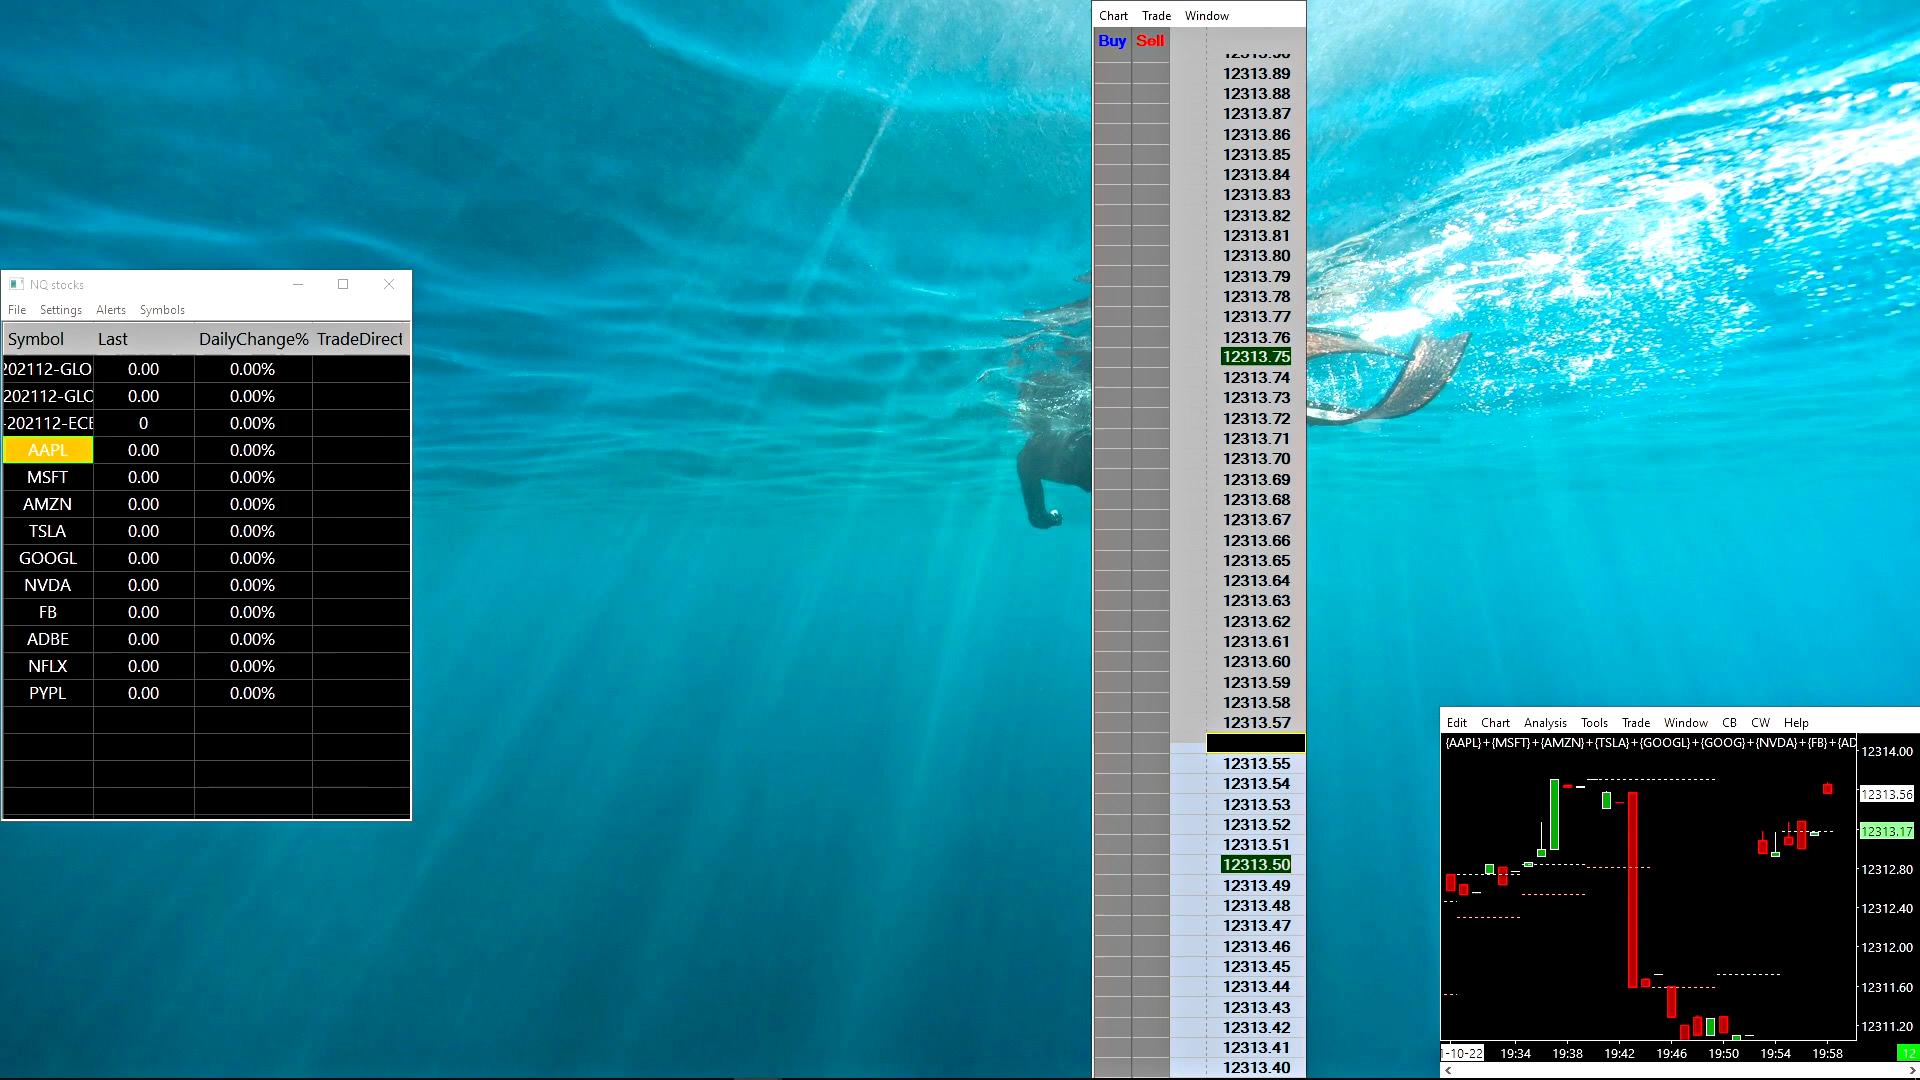 NQ stocks
File Settings Alerts Symbols
Symbol Last DailyChange% TradeDirect
202112-GLO 0.00 0.00%
202112-GLC 0.00 0.00%
-202112-ECE 0 0.00%
AAPL 0.00 0.00%
MSFT 0.00 0.00%
AMZN 0.00 0.00%
TSLA 0.00 0.00%
GOOGL 0.00 0.00%
NVDA 0.00 0.00%
FB 0.00 0.00%
ADBE 0.00 0.00%
NFLX 0.00 0.00%
PYPL 0.00 0.00%
Chart Trade Window
Buy Sell
12313.89
12313.88
12313.87
12313.86
12313.85
12313.84
12313.83
12313.82
12313.81
12313.80
12313.79
12313.78
12313.77
12313.76
12313.75
12313.74
12313.73
12313.72
12313.71
12313.70
12313.69
12313.68
12313.67
12313.66
12313.65
12313.64
12313.63
12313.62
12313.61
12313.60
12313.59
12313.58
12313.57
12313.55
12313.54
12313.53
12313.52
12313.51
12313.50
12313.49
12313.48
12313.47
12313.46
12313.45
12313.44
12313.43
12313.42
12313.41
12313.40
Edit Chart Analysis Tools Trade Window CB CW Help
{AAPL}+{MSFT}+{AMZN}+{TSLA}+{GOOGL}+{GOOG}+{NVDA}+{FB}+{AD
12314.00
12313.56
12313.17
12312.80
12312.40
12312.00
12311.60
12311.20
1-10-22 19:34 19:38 19:42 19:46 19:50 19:54 19:58 12